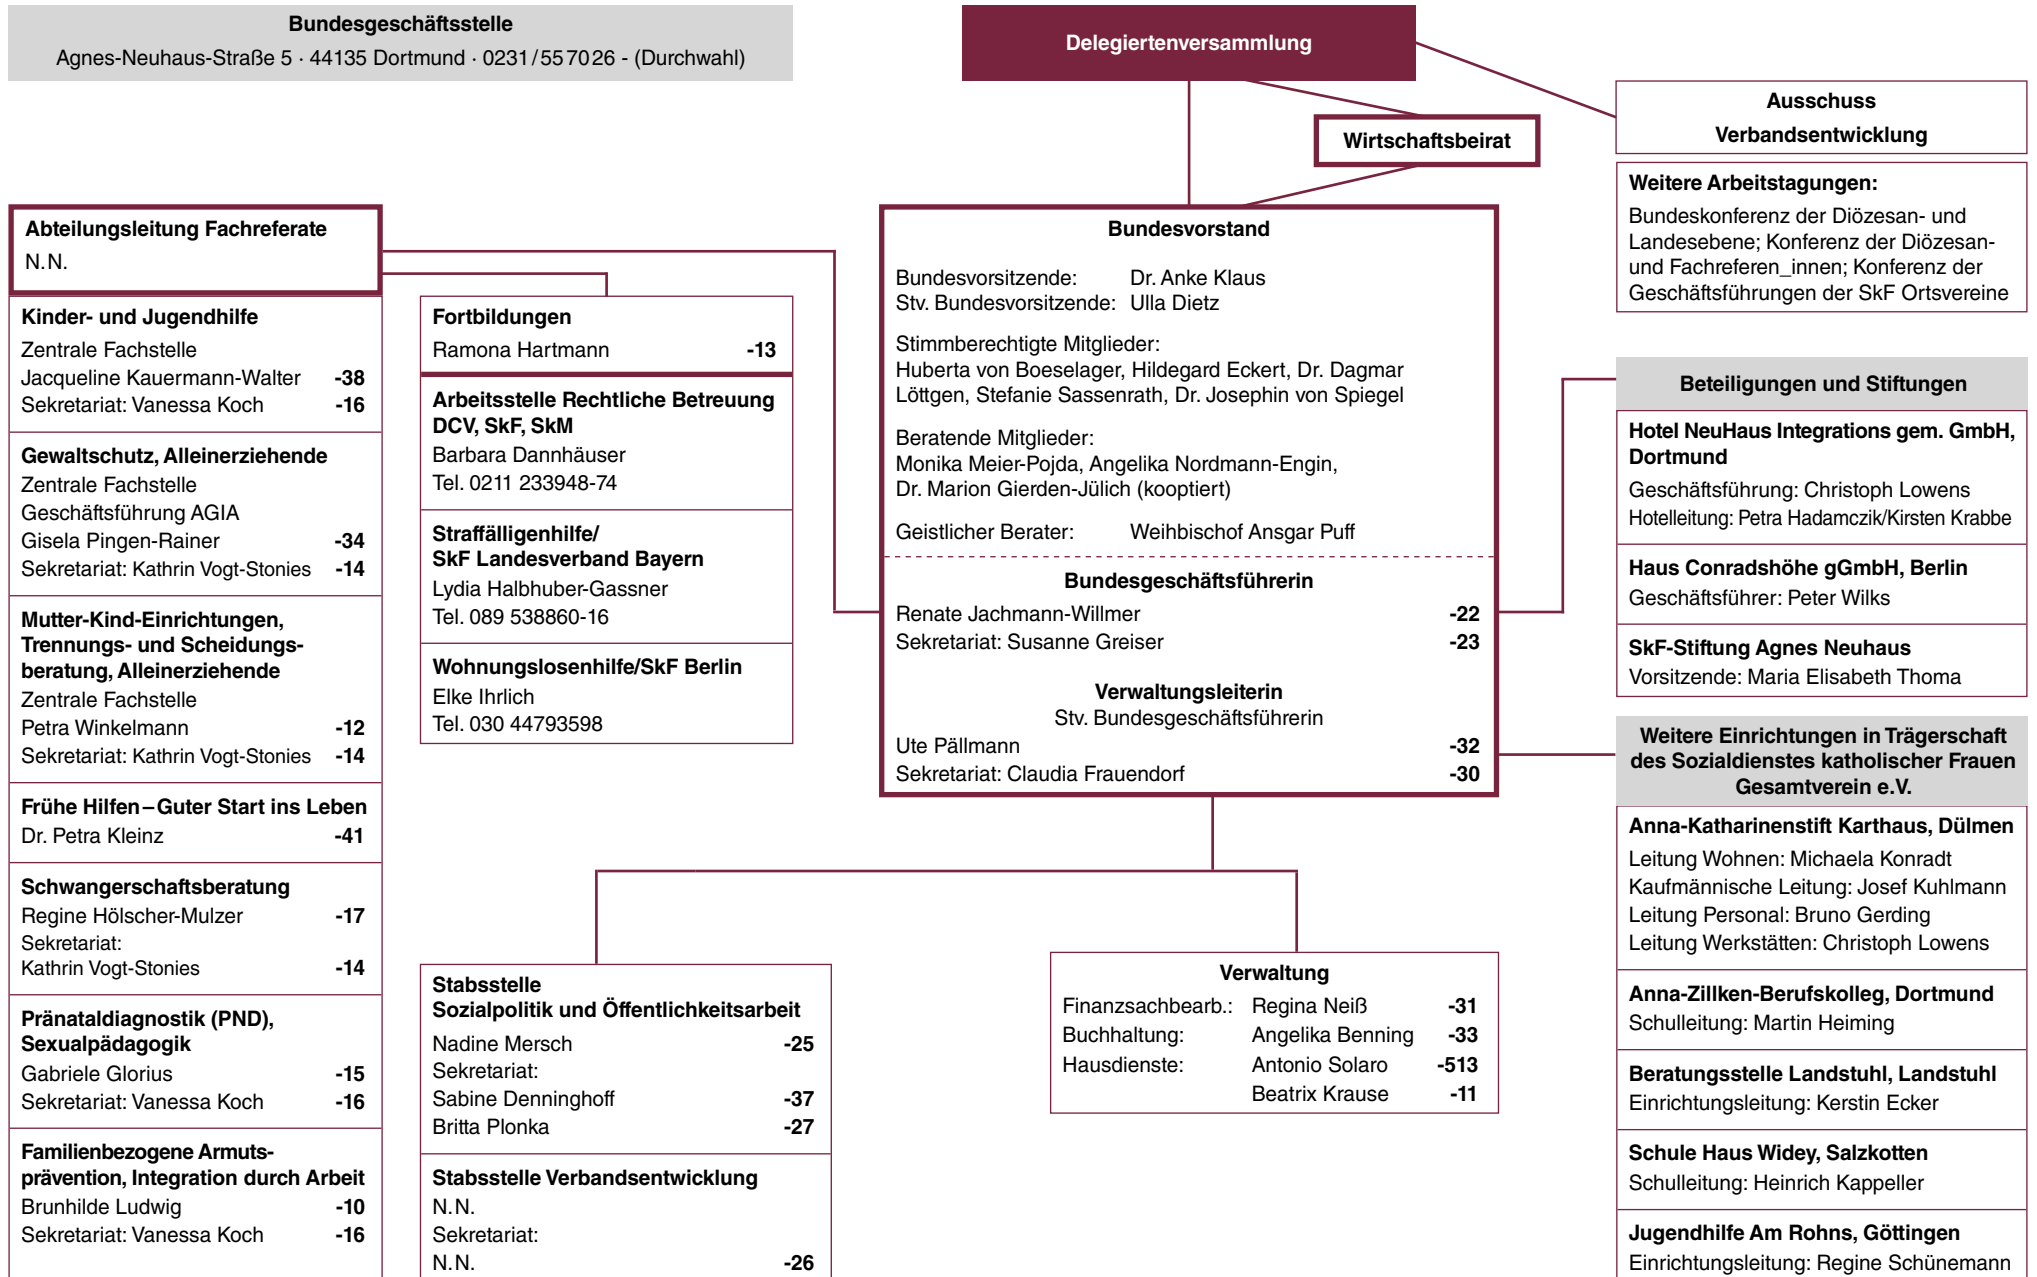 Bundesgeschäftsstelle
Agnes-Neuhaus-Straße 5 · 44135 Dortmund · 0231/557026 - (Durchwahl)
Delegiertenversammlung
Wirtschaftsbeirat
Ausschuss
Verbandsentwicklung
Weitere Arbeitstagungen:
Bundeskonferenz der Diözesan- und
Landesebene; Konferenz der Diözesan-
und Fachreferen_innen; Konferenz der
Geschäftsführungen der SkF Ortsvereine
Abteilungsleitung Fachreferate
N.N.
Kinder- und Jugendhilfe
Zentrale Fachstelle
Jacqueline Kauermann-Walter -38
Sekretariat: Vanessa Koch -16
Gewaltschutz, Alleinerziehende
Zentrale Fachstelle
Geschäftsführung AGIA
Gisela Pingen-Rainer -34
Sekretariat: Kathrin Vogt-Stonies -14
Mutter-Kind-Einrichtungen,
Trennungs- und Scheidungs-
beratung, Alleinerziehende
Zentrale Fachstelle
Petra Winkelmann -12
Sekretariat: Kathrin Vogt-Stonies -14
Frühe Hilfen – Guter Start ins Leben
Dr. Petra Kleinz -41
Schwangerschaftsberatung
Regine Hölscher-Mulzer -17
Sekretariat:
Kathrin Vogt-Stonies -14
Pränataldiagnostik (PND),
Sexualpädagogik
Gabriele Glorius -15
Sekretariat: Vanessa Koch -16
Familienbezogene Armuts-
prävention, Integration durch Arbeit
Brunhilde Ludwig -10
Sekretariat: Vanessa Koch -16
Fortbildungen
Ramona Hartmann -13
Arbeitsstelle Rechtliche Betreuung
DCV, SkF, SkM
Barbara Dannhäuser
Tel. 0211 233948-74
Straffälligenhilfe/
SkF Landesverband Bayern
Lydia Halbhuber-Gassner
Tel. 089 538860-16
Wohnungslosenhilfe/SkF Berlin
Elke Ihrlich
Tel. 030 44793598
Bundesvorstand
Bundesvorsitzende: Dr. Anke Klaus
Stv. Bundesvorsitzende: Ulla Dietz
Stimmberechtigte Mitglieder:
Huberta von Boeselager, Hildegard Eckert, Dr. Dagmar
Löttgen, Stefanie Sassenrath, Dr. Josephin von Spiegel
Beratende Mitglieder:
Monika Meier-Pojda, Angelika Nordmann-Engin,
Dr. Marion Gierden-Jülich (kooptiert)
Geistlicher Berater: Weihbischof Ansgar Puff
Bundesgeschäftsführerin
Renate Jachmann-Willmer -22
Sekretariat: Susanne Greiser -23
Verwaltungsleiterin
Stv. Bundesgeschäftsführerin
Ute Pällmann -32
Sekretariat: Claudia Frauendorf -30
Stabsstelle
Sozialpolitik und Öffentlichkeitsarbeit
Nadine Mersch -25
Sekretariat:
Sabine Denninghoff -37
Britta Plonka -27
Stabsstelle Verbandsentwicklung
N.N.
Sekretariat:
N.N. -26
Verwaltung
Finanzsachbearb.: Regina Neiß -31
Buchhaltung: Angelika Benning -33
Hausdienste: Antonio Solaro -513
Beatrix Krause -11
Beteiligungen und Stiftungen
Hotel NeuHaus Integrations gem. GmbH,
Dortmund
Geschäftsführung: Christoph Lowens
Hotelleitung: Petra Hadamczik/Kirsten Krabbe
Haus Conradshöhe gGmbH, Berlin
Geschäftsführer: Peter Wilks
SkF-Stiftung Agnes Neuhaus
Vorsitzende: Maria Elisabeth Thoma
Weitere Einrichtungen in Trägerschaft
des Sozialdienstes katholischer Frauen
Gesamtverein e.V.
Anna-Katharinenstift Karthaus, Dülmen
Leitung Wohnen: Michaela Konradt
Kaufmännische Leitung: Josef Kuhlmann
Leitung Personal: Bruno Gerding
Leitung Werkstätten: Christoph Lowens
Anna-Zillken-Berufskolleg, Dortmund
Schulleitung: Martin Heiming
Beratungsstelle Landstuhl, Landstuhl
Einrichtungsleitung: Kerstin Ecker
Schule Haus Widey, Salzkotten
Schulleitung: Heinrich Kappeller
Jugendhilfe Am Rohns, Göttingen
Einrichtungsleitung: Regine Schünemann